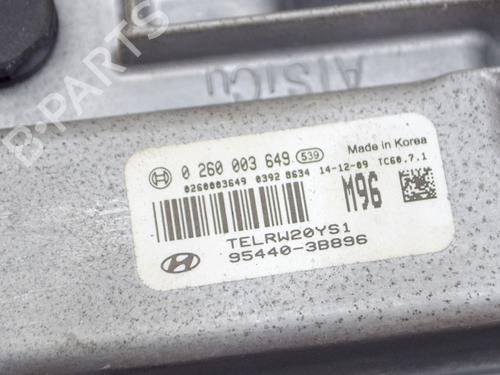 AlSiCu
B-PARTS
0 260 003 649 539 Made in Korea
0260003649 0392 8634 14-12-09 TC60.7.1
M96
TELRW20YS1
95440-3B896